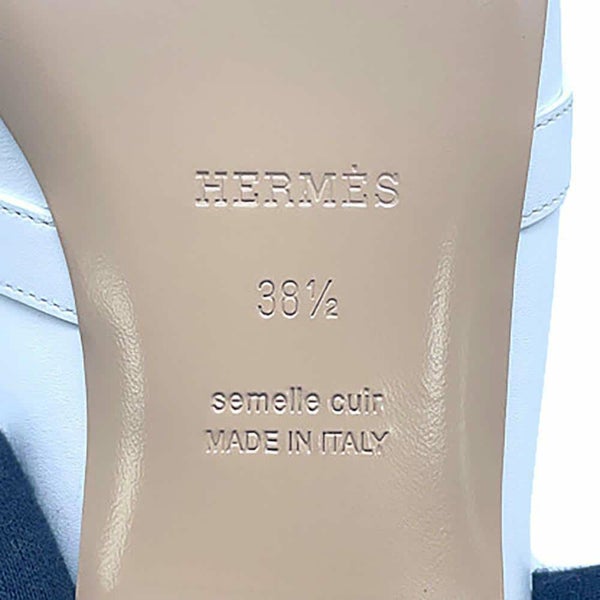 HERMÈS
38½
semelle cuir
MADE IN ITALY